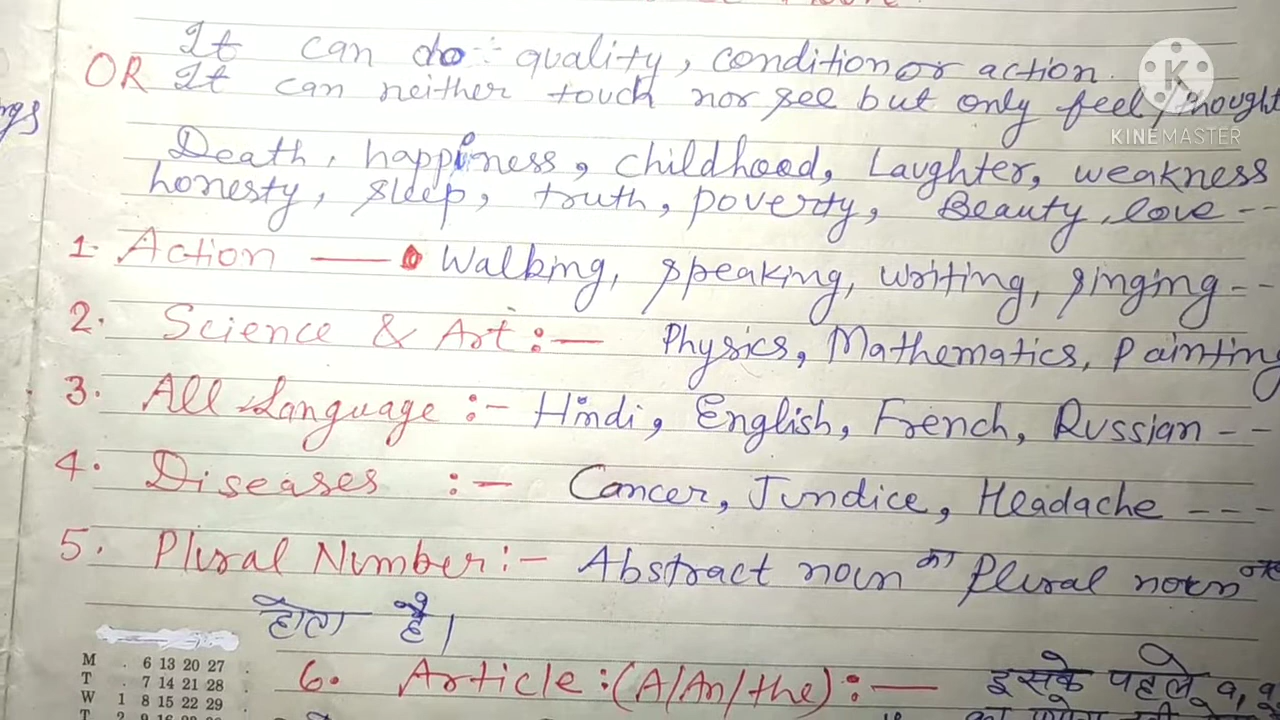 It can do :- quality, condition or action.
OR It can neither touch nor see but only feel, thought
ngs
KINEMASTER
Death, happiness, childhood, Laughter, weakness
honesty, sleep, truth, poverty, Beauty, love --
1. Action — Walking, speaking, writing, singing --
2. Science & Art :— Physics, Mathematics, Painting
3. All Language :- Hindi, English, French, Russian --
4. Diseases :- Cancer, Jundice, Headache ---
5. Plural Number :- Abstract noun का Plural noun
होता है।
M . 6 13 20 27 .
T . 7 14 21 28 .
W 1 8 15 22 29 .
T 2 9 16
6. Article : (A/An/the) :— इसके पहले a,